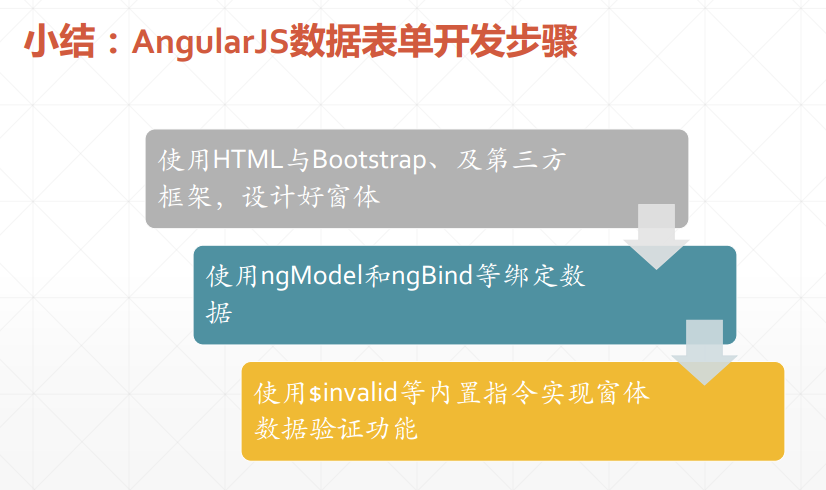 小结：AngularJS数据表单开发步骤
使用HTML与Bootstrap、及第三方
框架，设计好窗体
使用ngModel和ngBind等绑定数
据
使用$invalid等内置指令实现窗体
数据验证功能